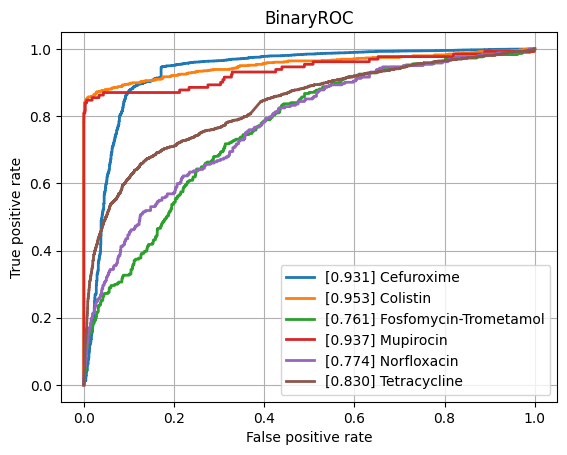 BinaryROC
True positive rate
1.0
0.8
0.6
0.4
0.2
0.0
[0.931] Cefuroxime
[0.953] Colistin
[0.761] Fosfomycin-Trometamol
[0.937] Mupirocin
[0.774] Norfloxacin
[0.830] Tetracycline
0.0 0.2 0.4 0.6 0.8 1.0
False positive rate